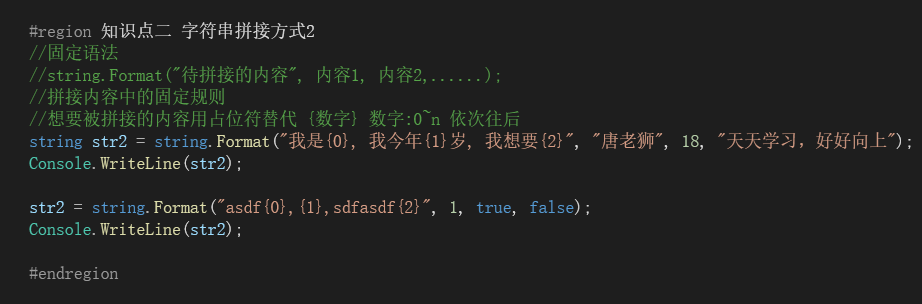 #region 知识点二 字符串拼接方式2
//固定语法
//string.Format("待拼接的内容", 内容1, 内容2,......);
//拼接内容中的固定规则
//想要被拼接的内容用占位符替代 {数字} 数字:0~n 依次往后
string str2 = string.Format("我是{0}, 我今年{1}岁, 我想要{2}", "唐老狮", 18, "天天学习，好好向上");
Console.WriteLine(str2);
str2 = string.Format("asdf{0},{1},sdfasdf{2}", 1, true, false);
Console.WriteLine(str2);
#endregion